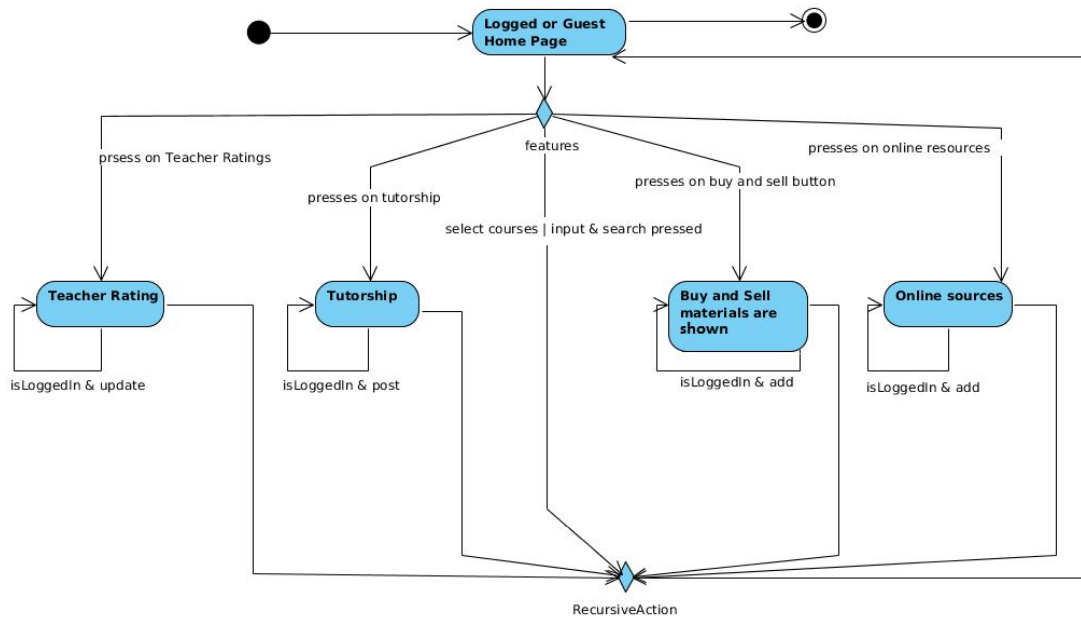 Logged or Guest
Home Page
features
prsess on Teacher Ratings
presses on online resources
presses on buy and sell button
presses on tutorship
select courses | input & search pressed
Teacher Rating
Tutorship
Buy and Sell
materials are
shown
Online sources
isLoggedIn & update
isLoggedIn & post
isLoggedIn & add
isLoggedIn & add
RecursiveAction